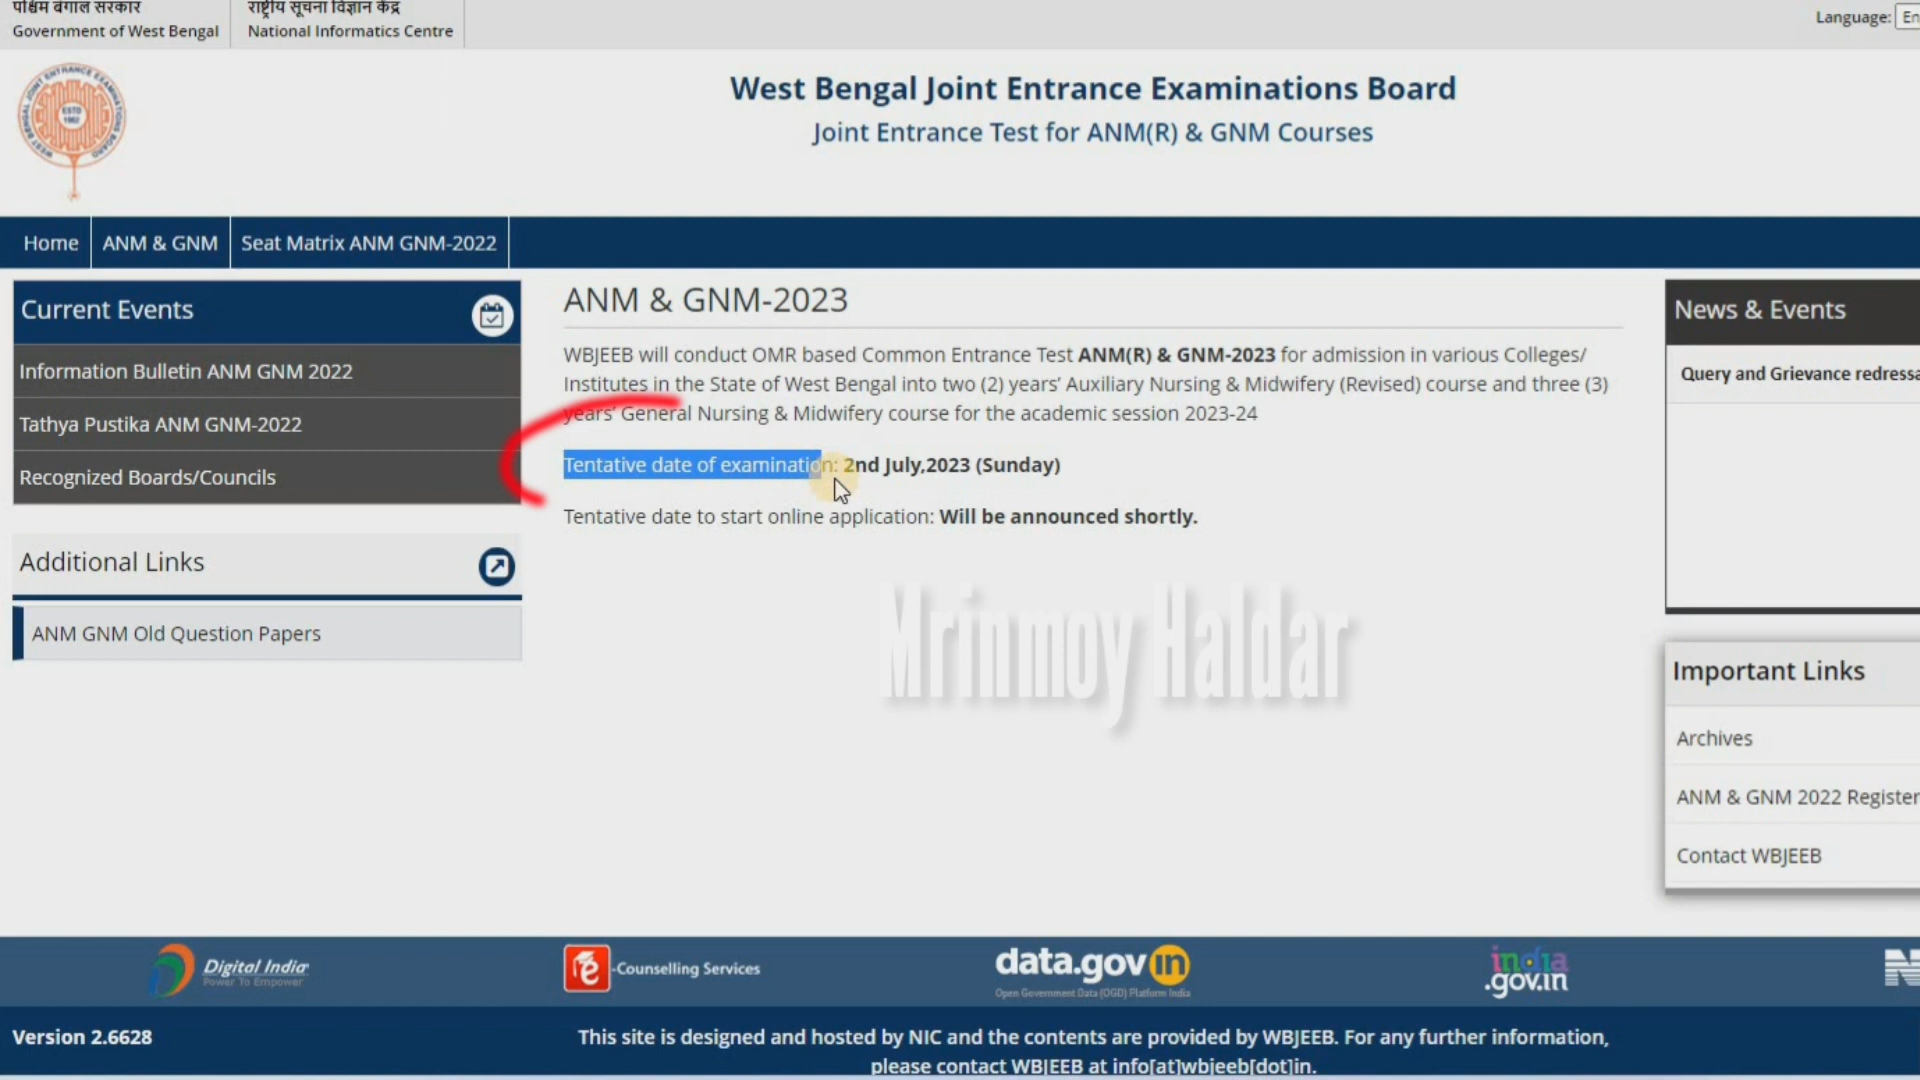 पश्चिम बंगाल सरकार
Government of West Bengal
राष्ट्रीय सूचना विज्ञान केंद्र
National Informatics Centre
Language:
West Bengal Joint Entrance Examinations Board
Joint Entrance Test for ANM(R) & GNM Courses
Home
ANM & GNM
Seat Matrix ANM GNM-2022
Current Events
Information Bulletin ANM GNM 2022
Tathya Pustika ANM GNM-2022
Recognized Boards/Councils
Additional Links
ANM GNM Old Question Papers
ANM & GNM-2023
WBJEEB will conduct OMR based Common Entrance Test ANM(R) & GNM-2023 for admission in various Colleges/
Institutes in the State of West Bengal into two (2) years' Auxiliary Nursing & Midwifery (Revised) course and three (3)
years' General Nursing & Midwifery course for the academic session 2023-24
Tentative date of examination: 2nd July,2023 (Sunday)
Tentative date to start online application: Will be announced shortly.
Mrinmoy Haldar
News & Events
Query and Grievance redressa
Important Links
Archives
ANM & GNM 2022 Register
Contact WBJEEB
Digital India
Power To Empower
e-Counselling Services
data.gov in
Open Government Data (OGD) Platform India
india
.gov.in
Version 2.6628
This site is designed and hosted by NIC and the contents are provided by WBJEEB. For any further information,
please contact WBJEEB at info[at]wbjeeb[dot]in.